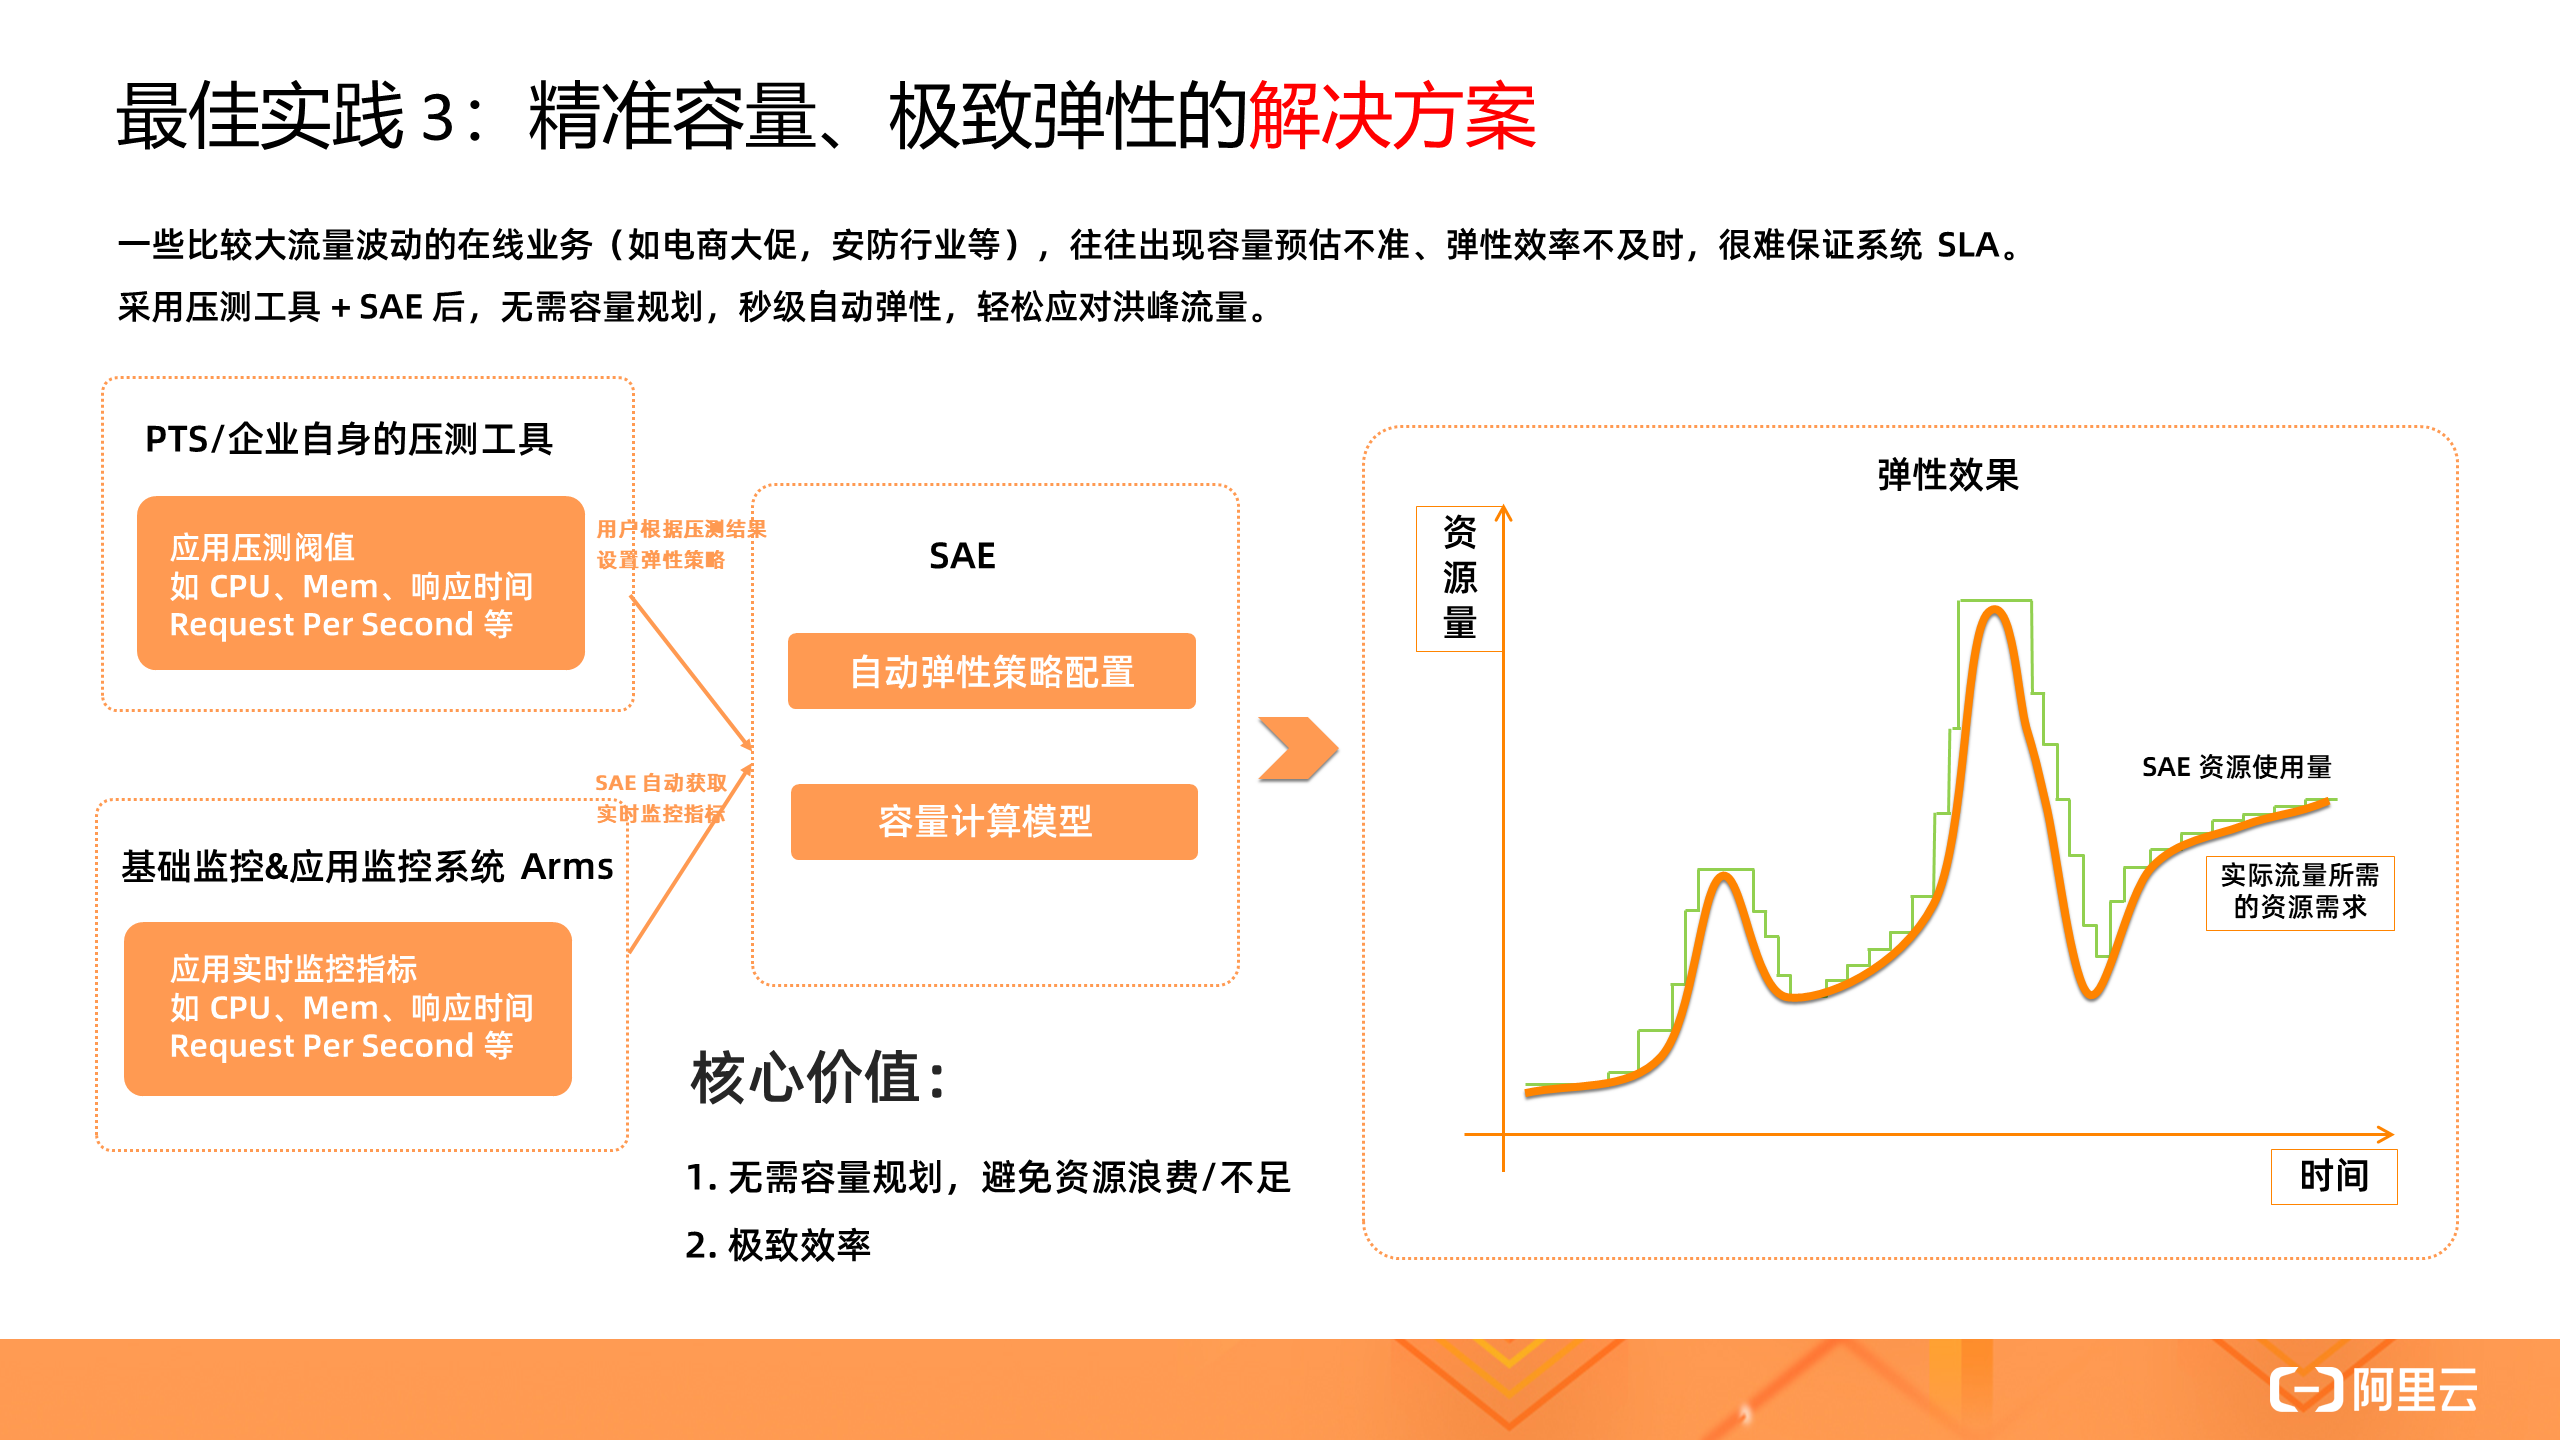 最佳实践 3：精准容量、极致弹性的解决方案
一些比较大流量波动的在线业务（如电商大促，安防行业等），往往出现容量预估不准、弹性效率不及时，很难保证系统 SLA。
采用压测工具 + SAE 后，无需容量规划，秒级自动弹性，轻松应对洪峰流量。
PTS/企业自身的压测工具
应用压测阀值
如 CPU、Mem、响应时间
Request Per Second 等
用户根据压测结果
设置弹性策略
SAE 自动获取
实时监控指标
基础监控&应用监控系统 Arms
应用实时监控指标
如 CPU、Mem、响应时间
Request Per Second 等
SAE
自动弹性策略配置
容量计算模型
核心价值：
1. 无需容量规划，避免资源浪费/不足
2. 极致效率
弹性效果
资
源
量
SAE 资源使用量
实际流量所需
的资源需求
时间
阿里云